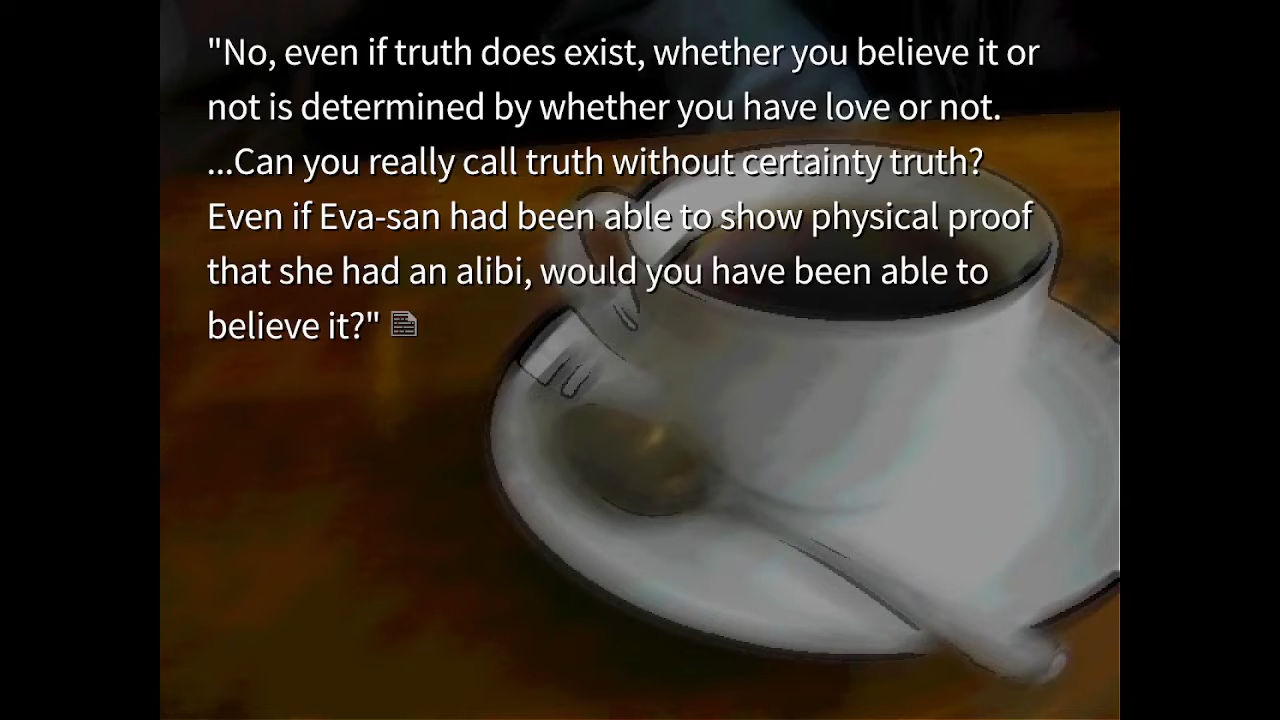 "No, even if truth does exist, whether you believe it or
not is determined by whether you have love or not.
...Can you really call truth without certainty truth?
Even if Eva-san had been able to show physical proof
that she had an alibi, would you have been able to
believe it?"